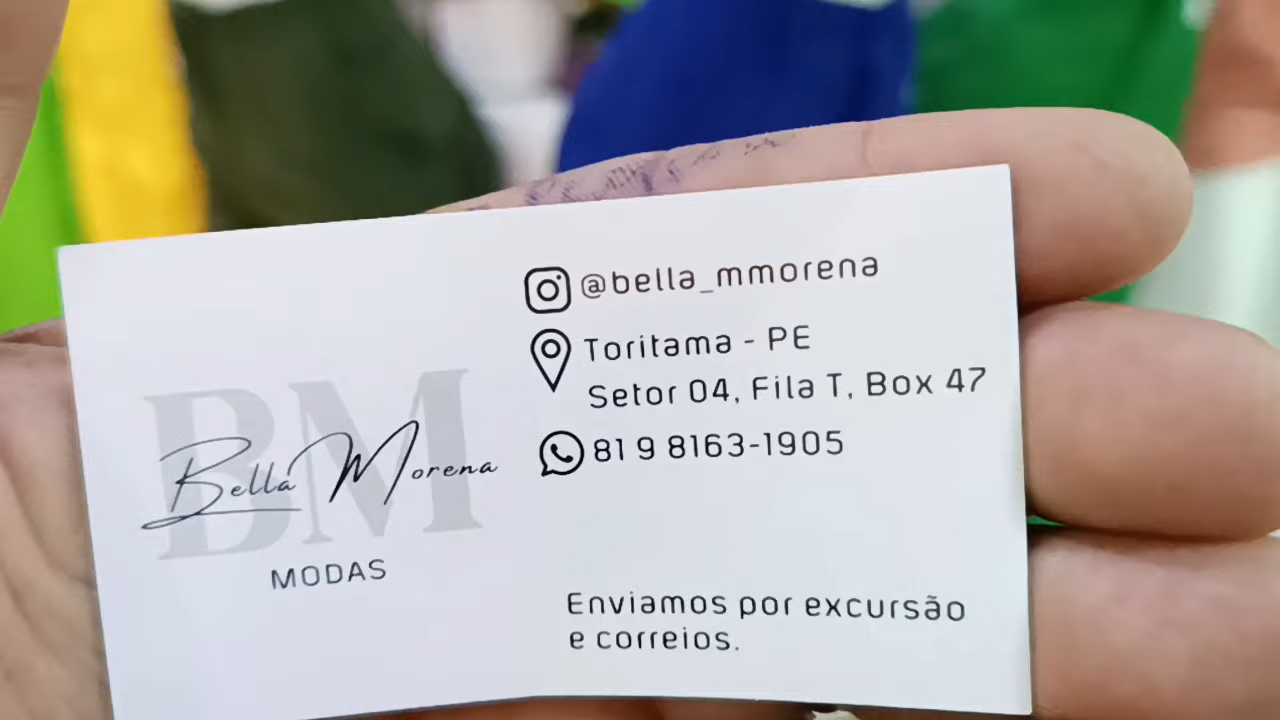 BM
Bella Morena
MODAS
@bella_mmorena
Toritama - PE
Setor 04, Fila T, Box 47
81 9 8163-1905
Enviamos por excursão
e correios.